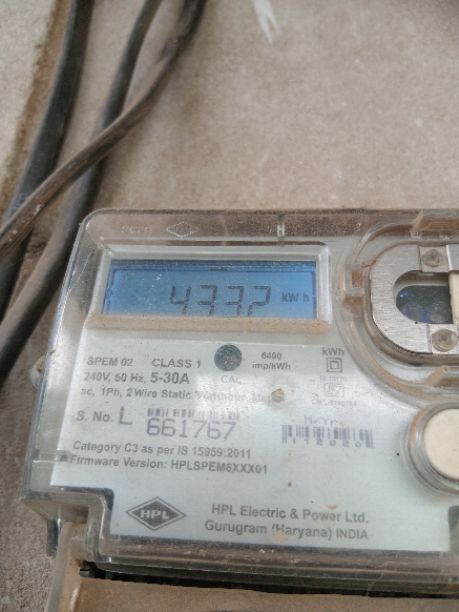 kWh
SPEM 02 CLASS 1 6400 imp/kWh kWh
240V, 50 Hz, 5-30A CAL
ac, 1Ph, 2 Wire Static Watthour Meter
S. No. L 661767
Category C3 as per IS 15959:2011
Firmware Version: HPLSPEM6XXX01
HPL
HPL Electric & Power Ltd.
Gurugram (Haryana) INDIA